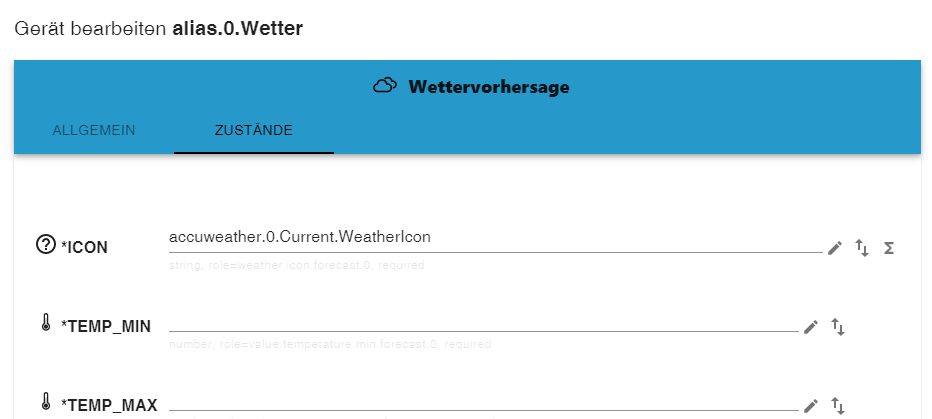 Gerät bearbeiten alias.0.Wetter
Wettervorhersage
ALLGEMEIN ZUSTÄNDE
*ICON accuweather.0.Current.WeatherIcon
string, role=weather.icon.forecast.0, required
*TEMP_MIN
number, role=value.temperature.min.forecast.0, required
*TEMP_MAX